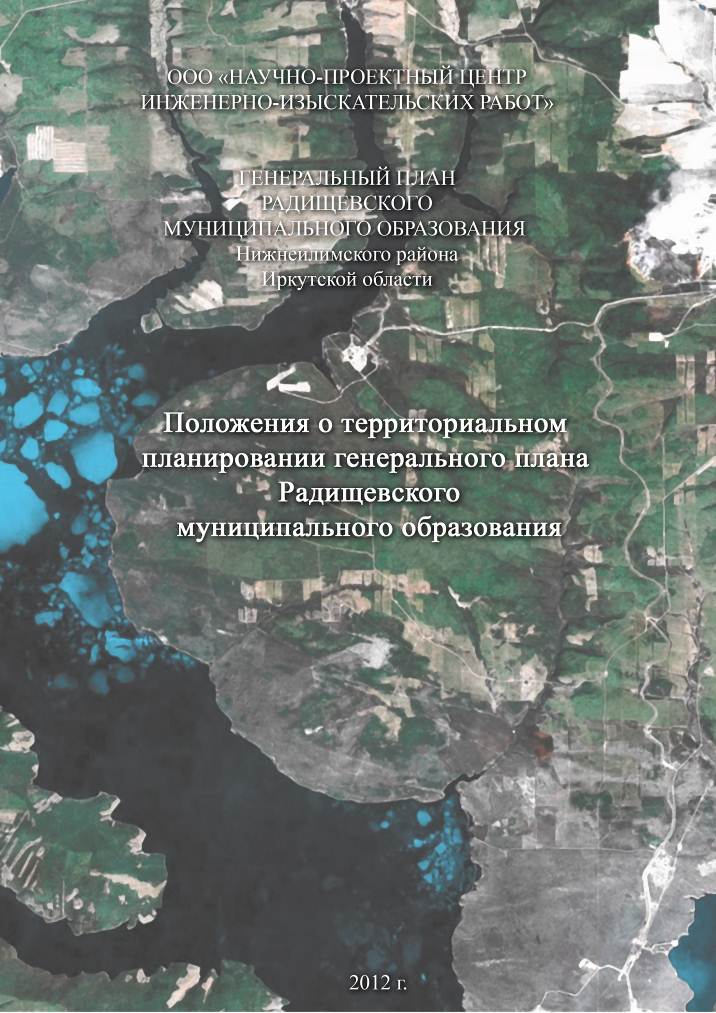 ООО «НАУЧНО-ПРОЕКТНЫЙ ЦЕНТР
ИНЖЕНЕРНО-ИЗЫСКАТЕЛЬСКИХ РАБОТ»
ГЕНЕРАЛЬНЫЙ ПЛАН
РАДИЩЕВСКОГО
МУНИЦИПАЛЬНОГО ОБРАЗОВАНИЯ
Нижнеилимского района
Иркутской области
Положения о территориальном
планировании генерального плана
Радищевского
муниципального образования
2012 г.